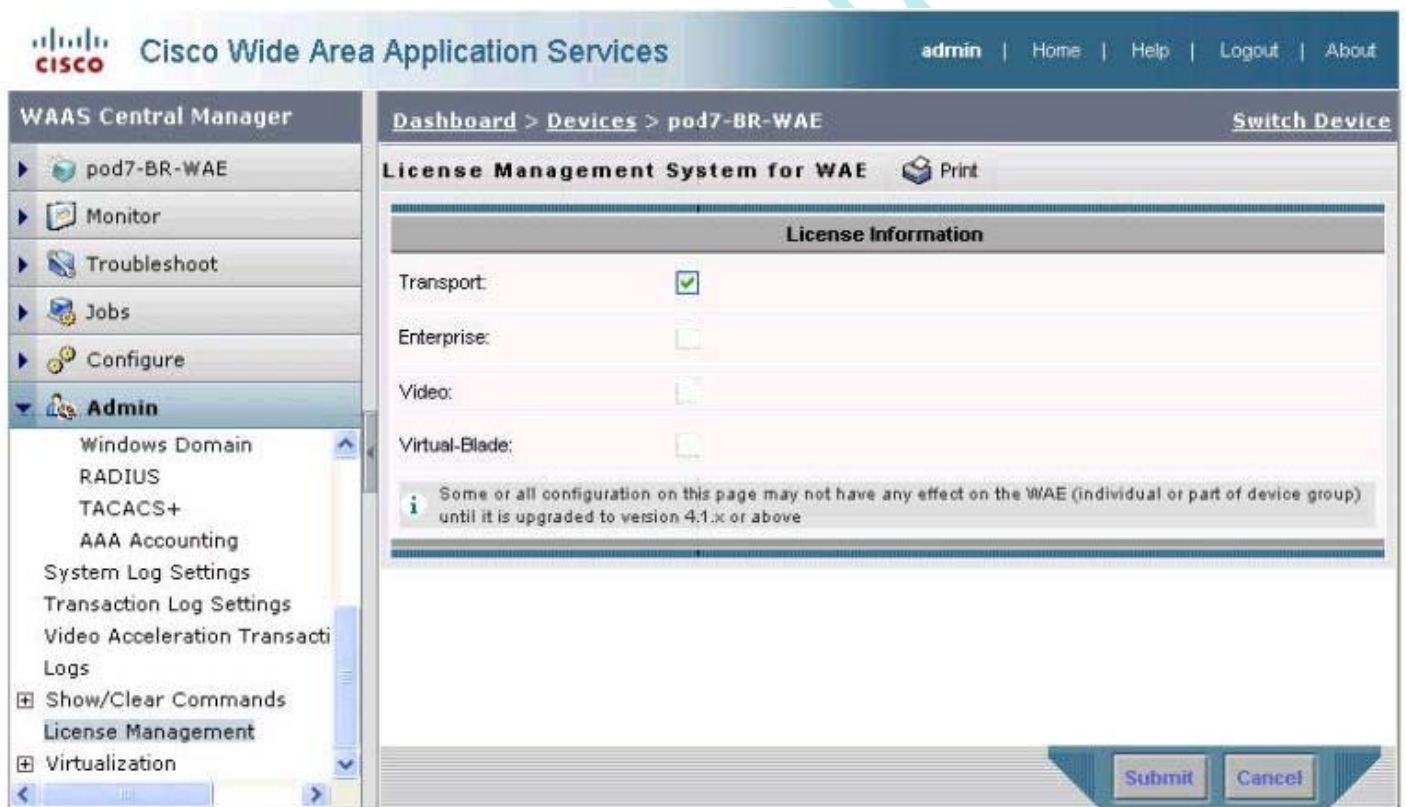 CISCO
Cisco Wide Area Application Services
admin | Home | Help | Logout | About
WAAS Central Manager
pod7-BR-WAE
Monitor
Troubleshoot
Jobs
Configure
Admin
Windows Domain
RADIUS
TACACS+
AAA Accounting
System Log Settings
Transaction Log Settings
Video Acceleration Transacti
Logs
Show/Clear Commands
License Management
Virtualization
Dashboard > Devices > pod7-BR-WAE
Switch Device
License Management System for WAE
Print
License Information
Transport:
Enterprise:
Video:
Virtual-Blade:
Some or all configuration on this page may not have any effect on the WAE (individual or part of device group)
until it is upgraded to version 4.1.x or above
Submit
Cancel